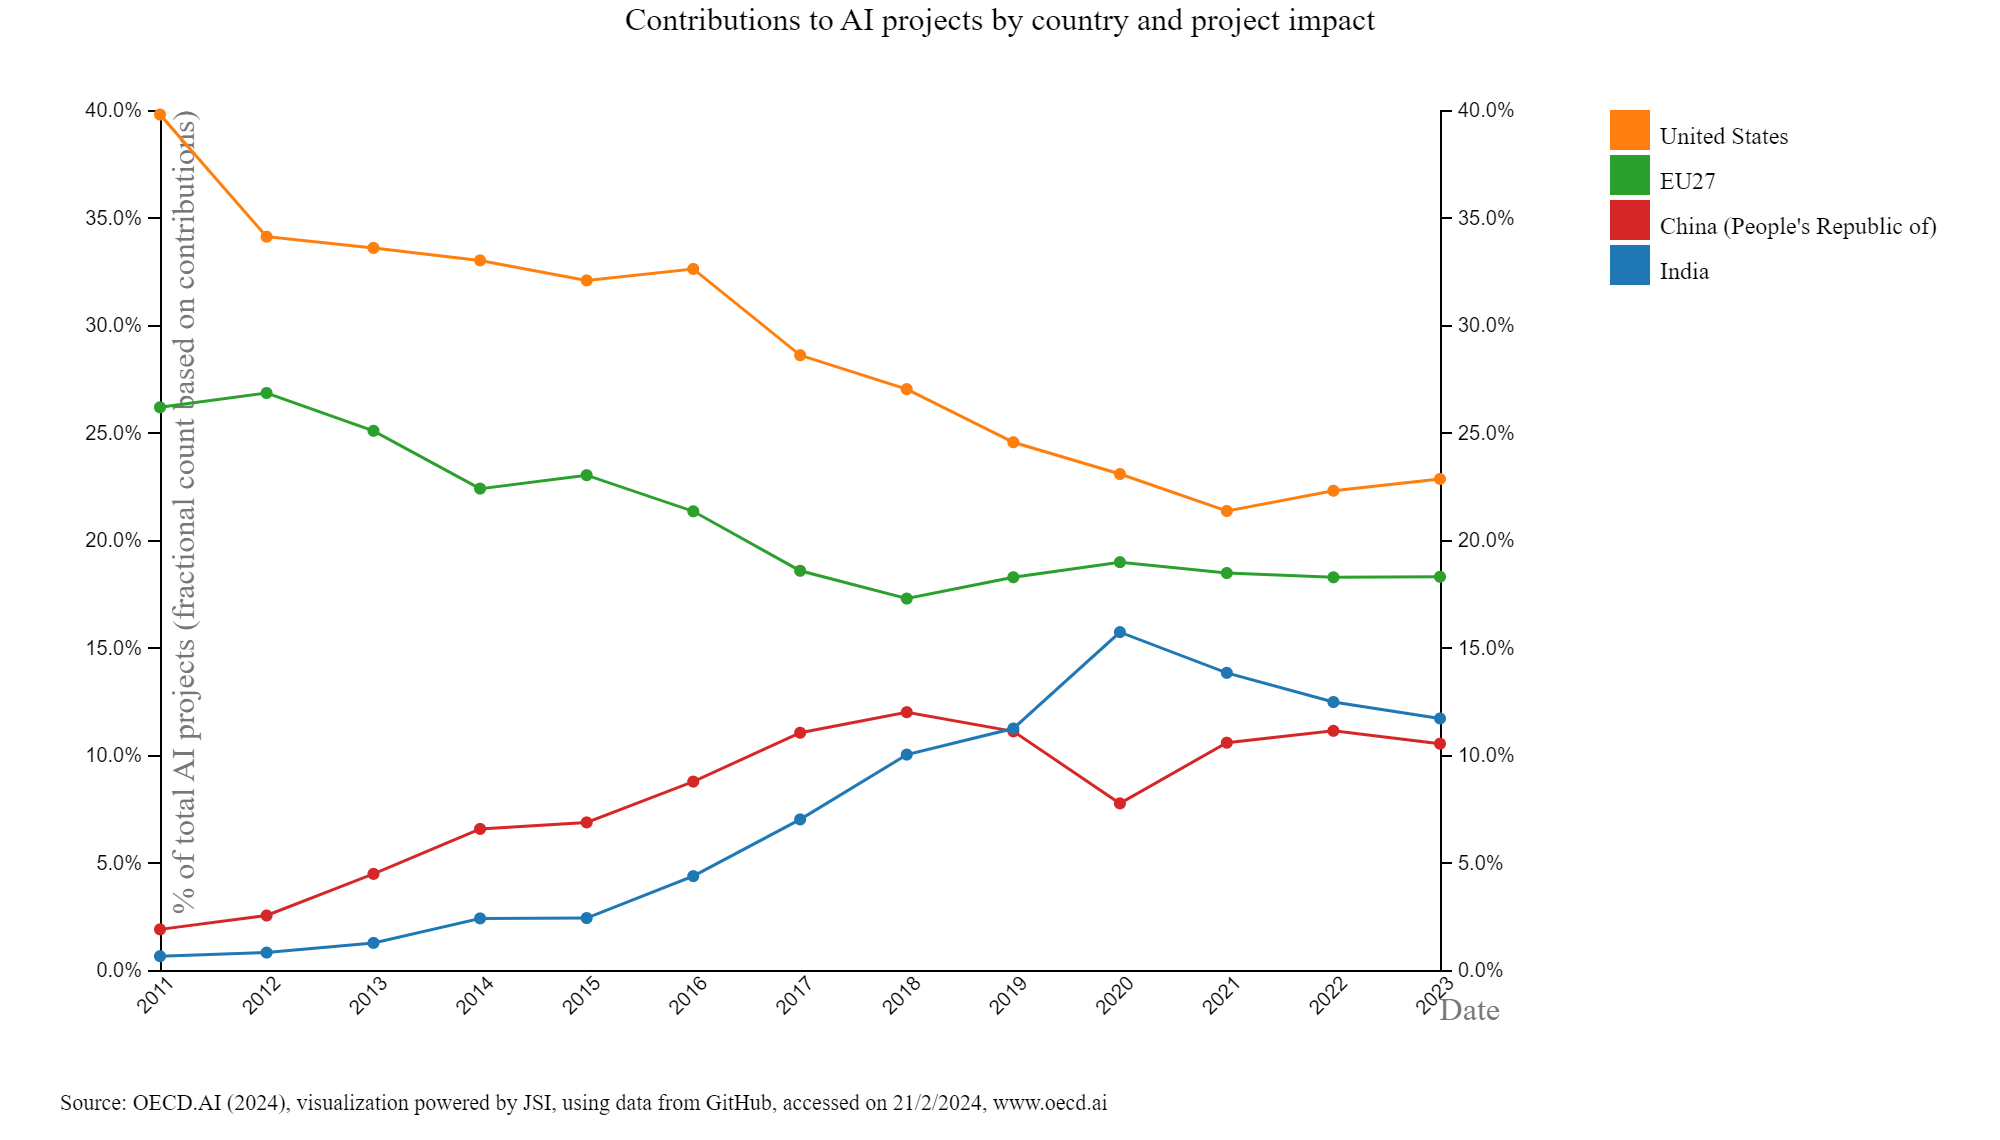 Contributions to AI projects by country and project impact
% of total AI projects (fractional count based on contributions)
40.0%
35.0%
30.0%
25.0%
20.0%
15.0%
10.0%
5.0%
0.0%
40.0%
35.0%
30.0%
25.0%
20.0%
15.0%
10.0%
5.0%
0.0%
United States
EU27
China (People's Republic of)
India
2011 2012 2013 2014 2015 2016 2017 2018 2019 2020 2021 2022 2023
Date
Source: OECD.AI (2024), visualization powered by JSI, using data from GitHub, accessed on 21/2/2024, www.oecd.ai